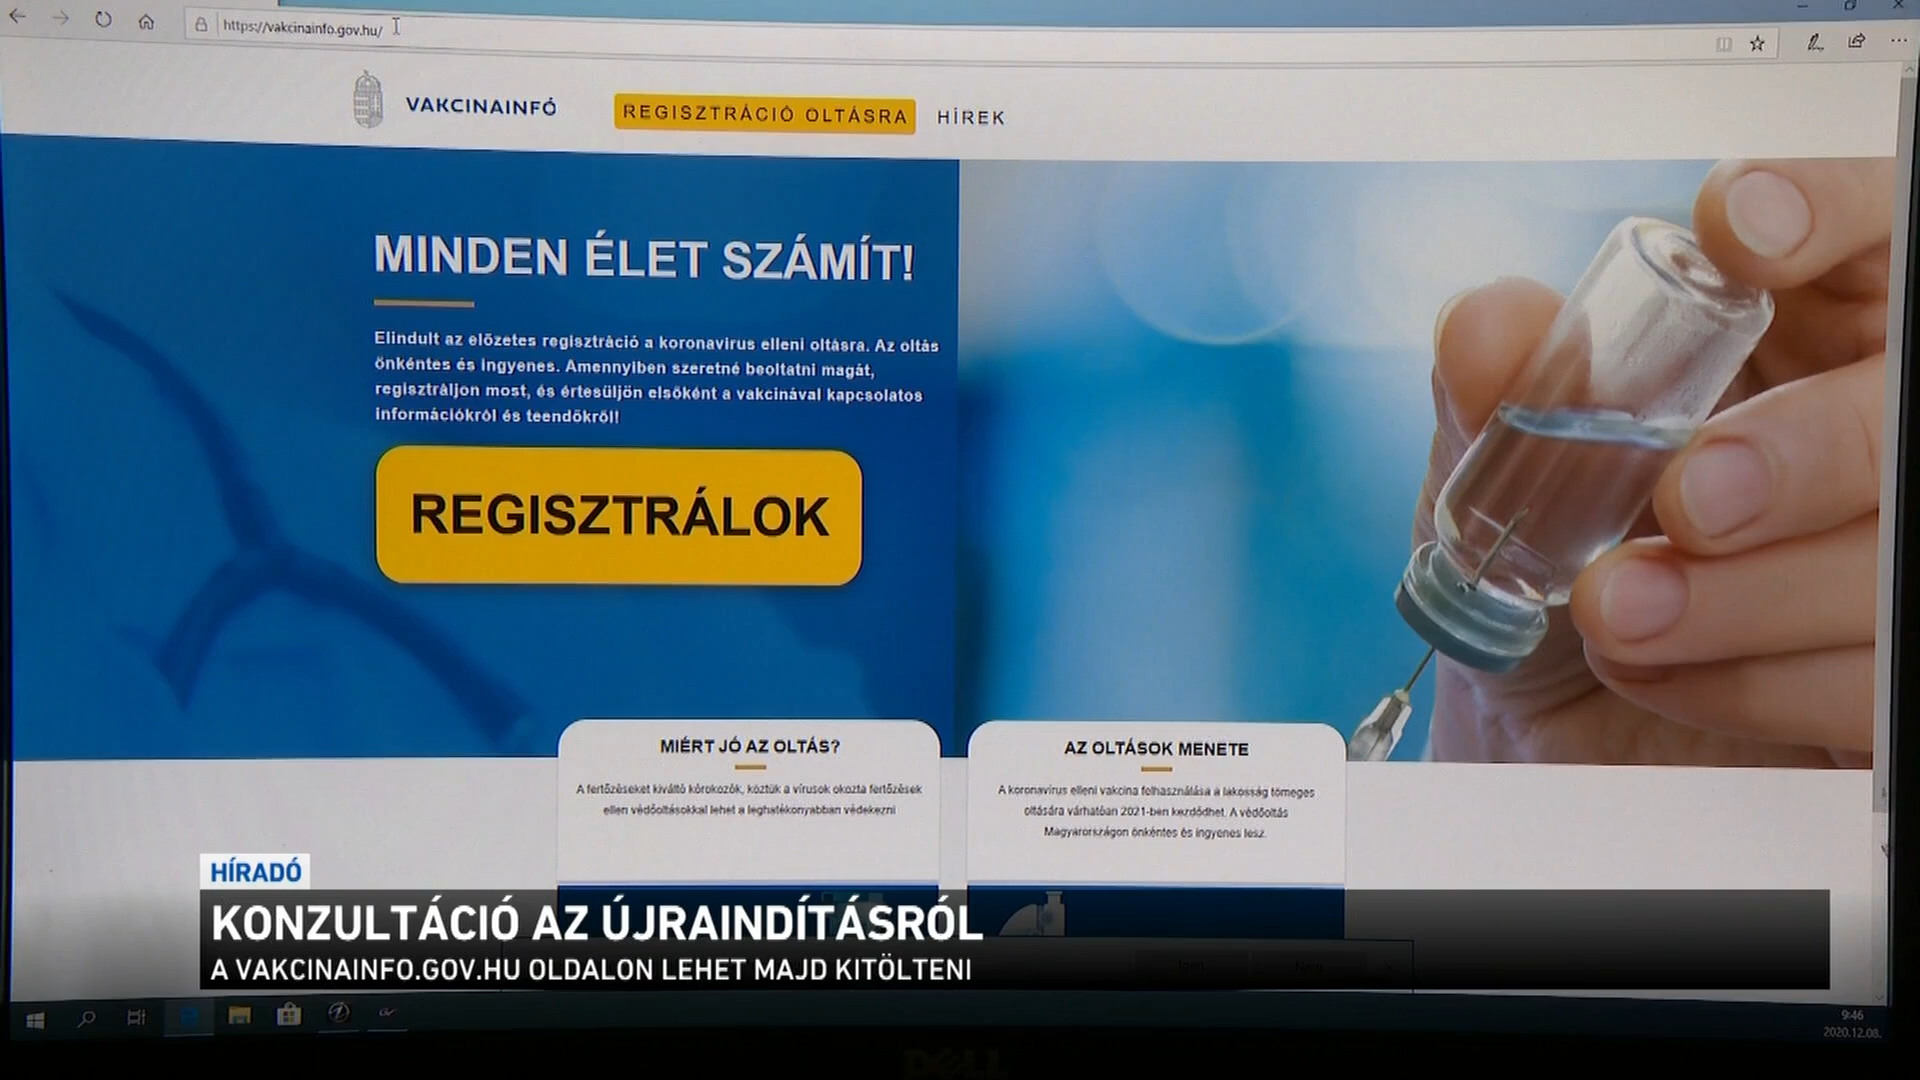 https://vakcinainfo.gov.hu/
VAKCINAINFÓ
REGISZTRÁCIÓ OLTÁSRA
HÍREK
MINDEN ÉLET SZÁMÍT!
Elindult az előzetes regisztráció a koronavírus elleni oltásra. Az oltás
önkéntes és ingyenes. Amennyiben szeretné beoltatni magát,
regisztráljon most, és értesüljön elsőként a vakcinával kapcsolatos
információkról és teendőkről!
REGISZTRÁLOK
MIÉRT JÓ AZ OLTÁS?
A fertőzéseket kiváltó kórokozók, köztük a vírusok okozta fertőzések
ellen védőoltásokkal lehet a leghatékonyabban védekezni
AZ OLTÁSOK MENETE
A koronavírus elleni vakcina felhasználása a lakosság tömeges
oltására várhatóan 2021-ben kezdődhet. A védőoltás
Magyarországon önkéntes és ingyenes lesz.
HÍRADÓ
KONZULTÁCIÓ AZ ÚJRAINDÍTÁSRÓL
A VAKCINAINFO.GOV.HU OLDALON LEHET MAJD KITÖLTENI
9:46
2020.12.08.
DELL